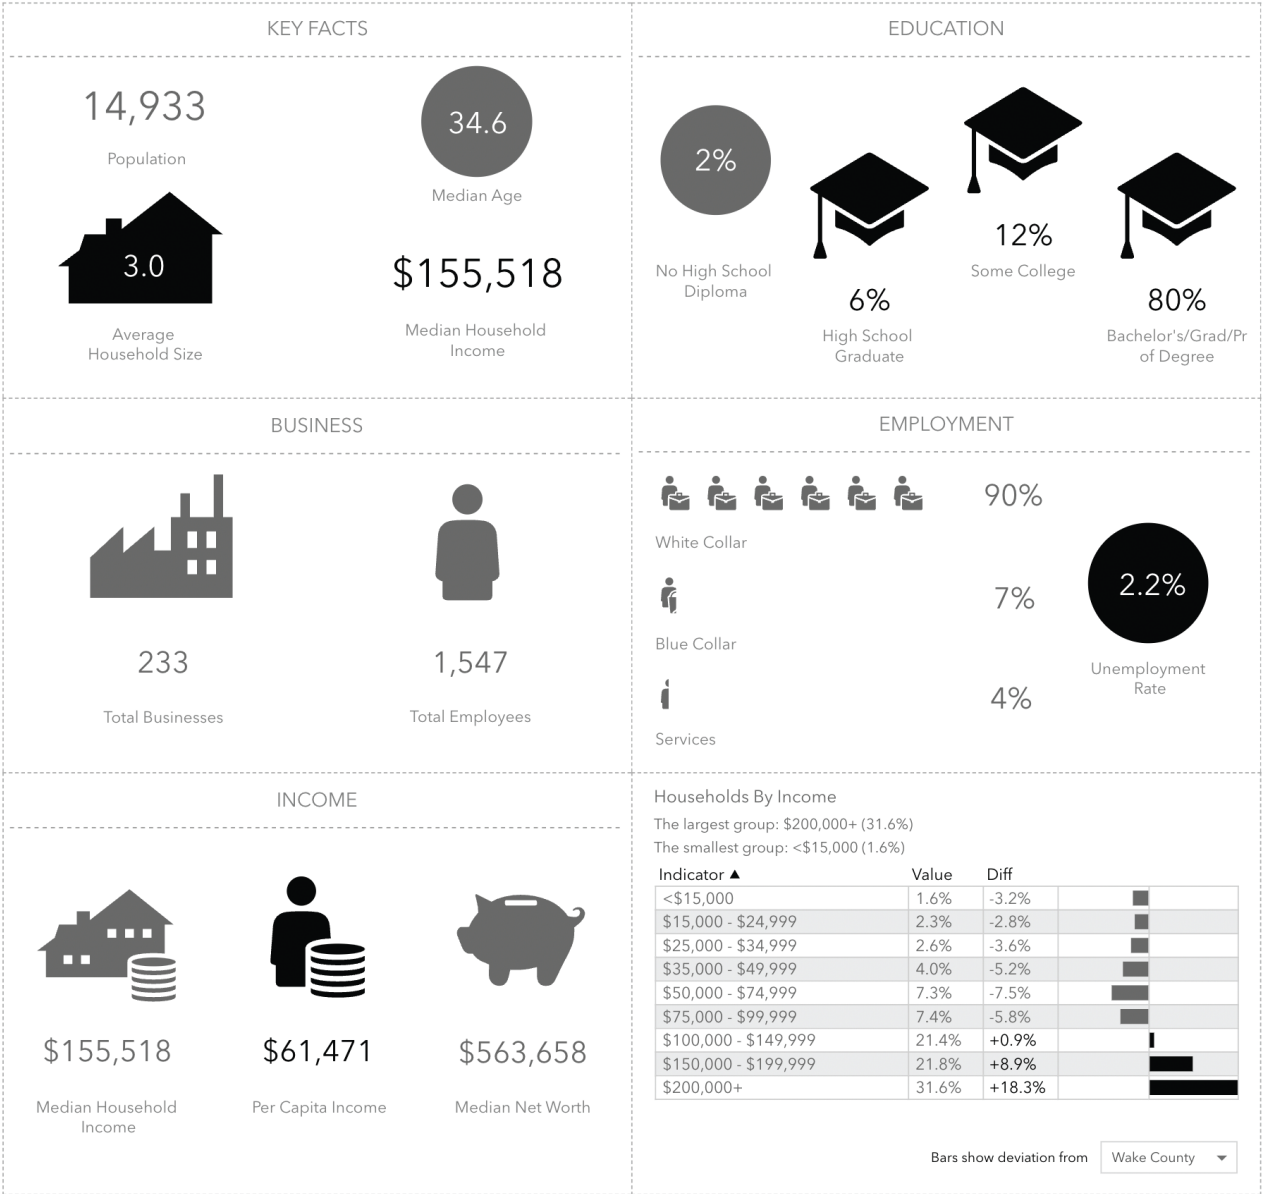 KEY FACTS
14,933
Population
34.6
Median Age
3.0
Average
Household Size
$155,518
Median Household
Income
EDUCATION
2%
No High School
Diploma
6%
High School
Graduate
12%
Some College
80%
Bachelor's/Grad/Pr
of Degree
BUSINESS
233
Total Businesses
1,547
Total Employees
EMPLOYMENT
90%
White Collar
7%
Blue Collar
4%
Services
2.2%
Unemployment
Rate
INCOME
$155,518
Median Household
Income
$61,471
Per Capita Income
$563,658
Median Net Worth
Households By Income
The largest group: $200,000+ (31.6%)
The smallest group: <$15,000 (1.6%)
Indicator ▲ Value Diff
<$15,000 1.6% -3.2%
$15,000 - $24,999 2.3% -2.8%
$25,000 - $34,999 2.6% -3.6%
$35,000 - $49,999 4.0% -5.2%
$50,000 - $74,999 7.3% -7.5%
$75,000 - $99,999 7.4% -5.8%
$100,000 - $149,999 21.4% +0.9%
$150,000 - $199,999 21.8% +8.9%
$200,000+ 31.6% +18.3%
Bars show deviation from Wake County